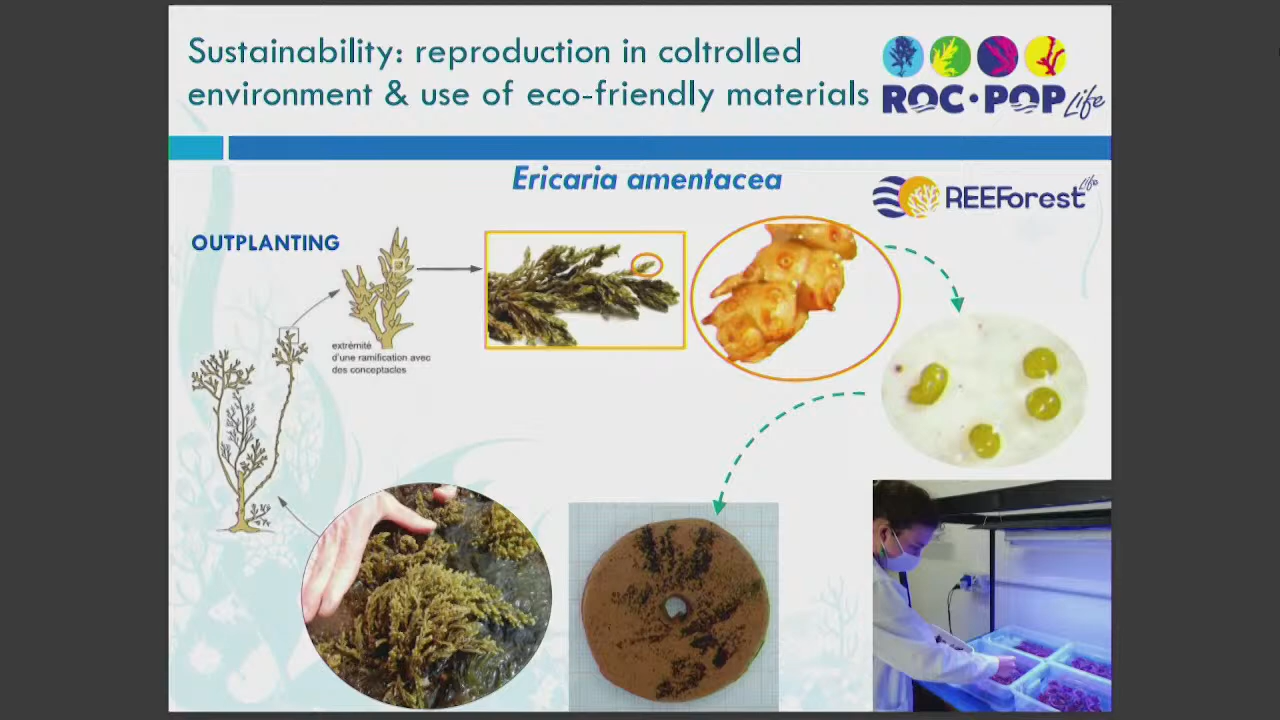 Sustainability: reproduction in coltrolled
environment & use of eco-friendly materials
ROC·POP Life
Ericaria amentacea
REEForest Life
OUTPLANTING
extrémité
d'une ramification avec
des conceptacles